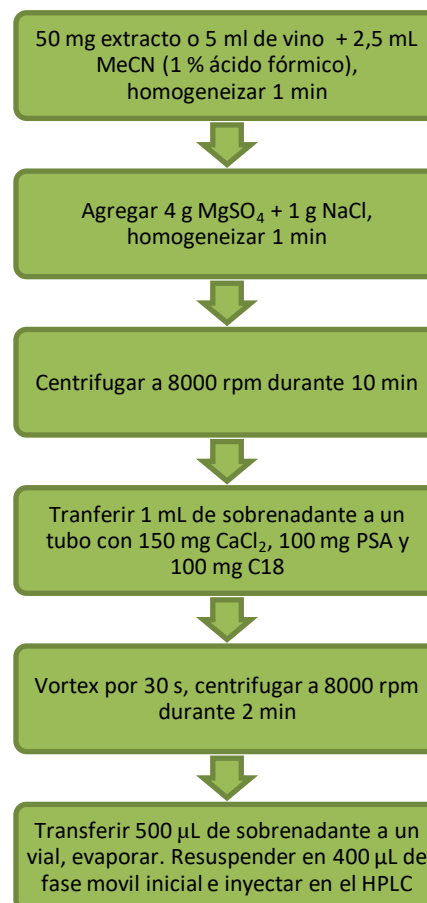 50 mg extracto o 5 ml de vino + 2,5 mL
MeCN (1 % ácido fórmico),
homogeneizar 1 min
Agregar 4 g MgSO₄ + 1 g NaCl,
homogeneizar 1 min
Centrifugar a 8000 rpm durante 10 min
Tranferir 1 mL de sobrenadante a un
tubo con 150 mg CaCl₂, 100 mg PSA y
100 mg C18
Vortex por 30 s, centrifugar a 8000 rpm
durante 2 min
Transferir 500 µL de sobrenadante a un
vial, evaporar. Resuspender en 400 µL de
fase movil inicial e inyectar en el HPLC